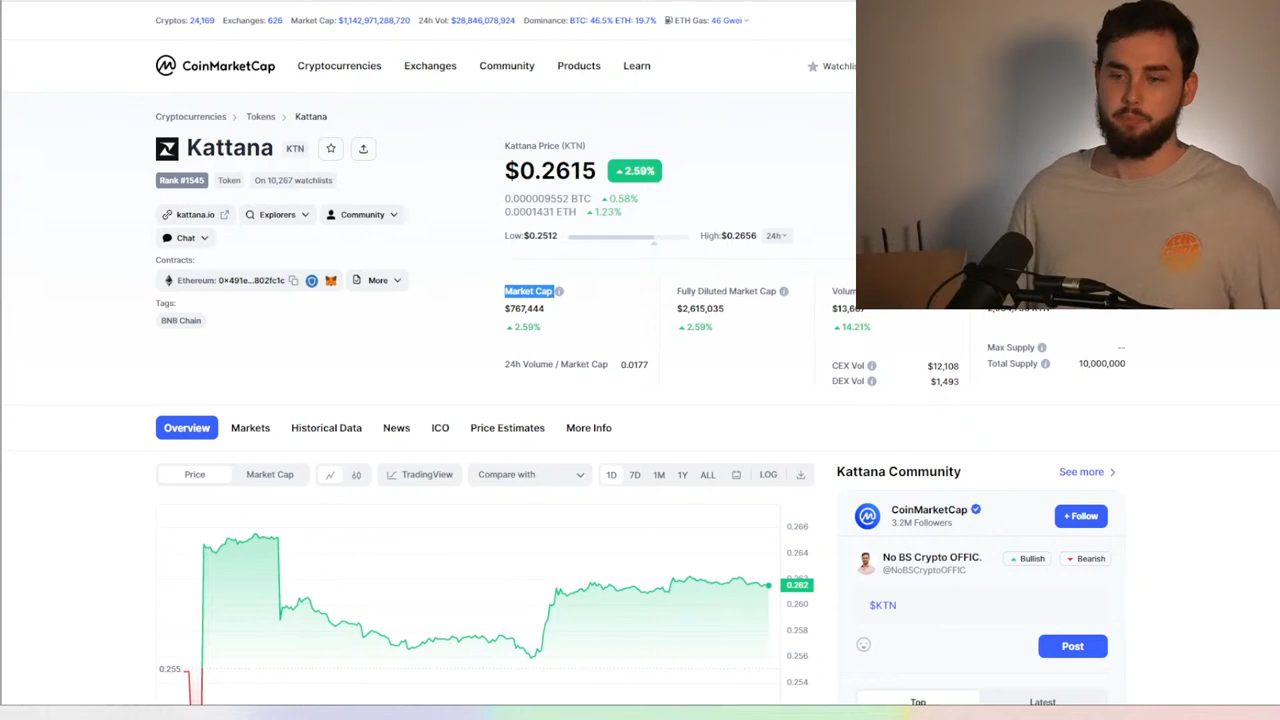 Cryptos: 24,169 Exchanges: 626 Market Cap: $1,142,971,288,720 24h Vol: $28,846,078,924 Dominance: BTC: 46.5% ETH: 19.7% ETH Gas: 46 Gwei
CoinMarketCap Cryptocurrencies Exchanges Community Products Learn
Cryptocurrencies > Tokens > Kattana
Kattana KTN
Rank #1545 Token On 10,267 watchlists
kattana.io Explorers Community
Chat
Contracts:
Ethereum: 0x491e...802fc1c More
Tags:
BNB Chain
Kattana Price (KTN)
$0.2615 2.59%
0.000009552 BTC 0.58%
0.0001431 ETH 1.23%
Low:$0.2512 High:$0.2656 24h
Market Cap
$767,444
2.59%
24h Volume / Market Cap 0.0177
Fully Diluted Market Cap
$2,615,035
2.59%
14.21%
CEX Vol $12,108
DEX Vol $1,493
Max Supply --
Total Supply 10,000,000
Overview Markets Historical Data News ICO Price Estimates More Info
Price Market Cap TradingView Compare with 1D 7D 1M 1Y ALL LOG
0.266
0.264
0.262
0.260
0.258
0.256
0.254
0.255
Kattana Community See more
CoinMarketCap
3.2M Followers
+ Follow
No BS Crypto OFFIC.
@NoBSCryptoOFFIC
Bullish Bearish
$KTN
Post
Top Latest